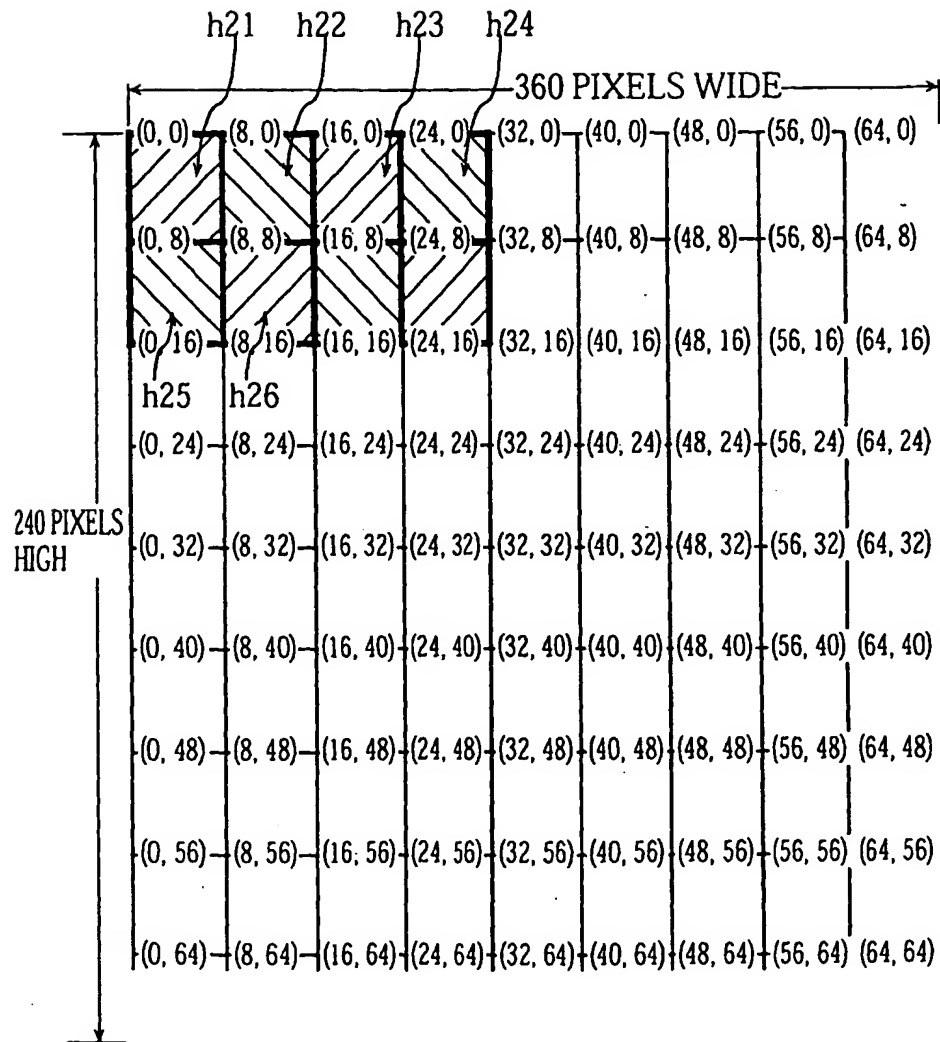 h21 h22 h23 h24
360 PIXELS WIDE
(0, 0) (8, 0) (16, 0) (24, 0) (32, 0) (40, 0) (48, 0) (56, 0) (64, 0)
(0, 8) (8, 8) (16, 8) (24, 8) (32, 8) (40, 8) (48, 8) (56, 8) (64, 8)
(0, 16) (8, 16) (16, 16) (24, 16) (32, 16) (40, 16) (48, 16) (56, 16) (64, 16)
h25 h26
(0, 24) (8, 24) (16, 24) (24, 24) (32, 24) (40, 24) (48, 24) (56, 24) (64, 24)
240 PIXELS
HIGH
(0, 32) (8, 32) (16, 32) (24, 32) (32, 32) (40, 32) (48, 32) (56, 32) (64, 32)
(0, 40) (8, 40) (16, 40) (24, 40) (32, 40) (40, 40) (48, 40) (56, 40) (64, 40)
(0, 48) (8, 48) (16, 48) (24, 48) (32, 48) (40, 48) (48, 48) (56, 48) (64, 48)
(0, 56) (8, 56) (16, 56) (24, 56) (32, 56) (40, 56) (48, 56) (56, 56) (64, 56)
(0, 64) (8, 64) (16, 64) (24, 64) (32, 64) (40, 64) (48, 64) (56, 64) (64, 64)